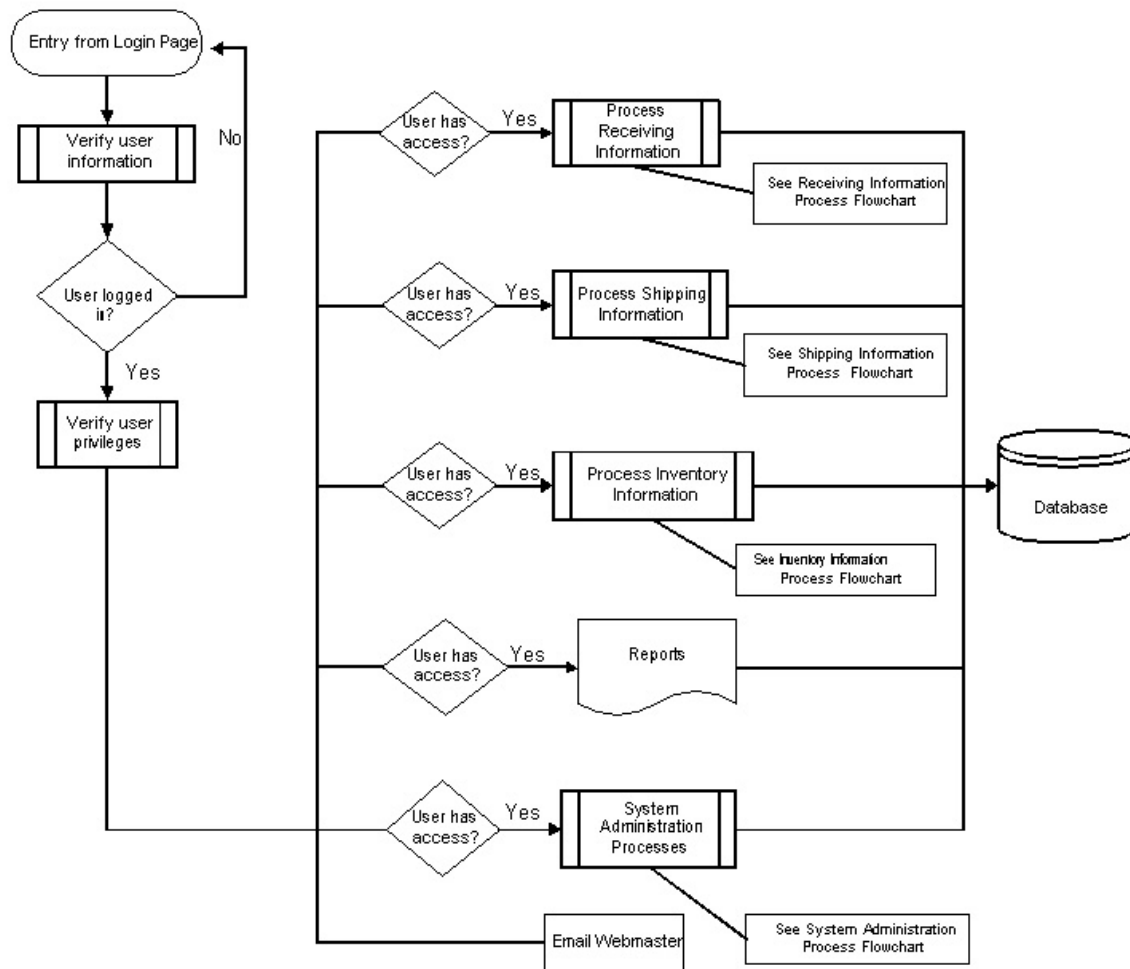 Entry from Login Page
Verify user
information
No
User logged
in?
Yes
Verify user
privileges
User has
access?
Yes
Process
Receiving
Information
See Receiving Information
Process Flowchart
User has
access?
Yes
Process Shipping
Information
See Shipping Information
Process Flowchart
User has
access?
Yes
Process Inventory
Information
See Inventory Information
Process Flowchart
Database
User has
access?
Yes
Reports
User has
access?
Yes
System
Administration
Processes
See System Administration
Process Flowchart
Email Webmaster